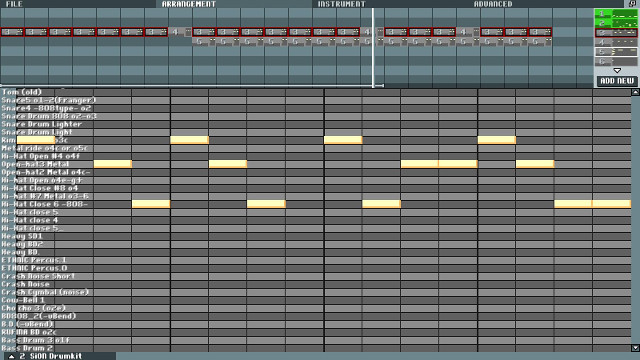 FILE ARRANGEMENT INSTRUMENT ADVANCED
ADD NEW
Tom (old)
Snare5 o1-2(Franger)
Snare4 -808type- o2
Snare Drum 808 o2-o3
Snare Drum Lighter
Snare Drum Light
o3c
Metal ride o4c or o5c
Hi-Hat Open #4 o4f
Open-hat3 Metal
Open-hat2 Metal o4c-
Hi-Hat Open o4e-g+
Hi-Hat Close #8 o4
Hi-hat #7 Metal o3-6
Hi-Hat Close 6 -808-
Hi-hat close 5
Hi-Hat close 4
Hi-Hat close 5_
Heavy SD1
Heavy BD2
Heavy BD
ETHNIC Percus.1
ETHNIC Percus.0
Crash Noise Short
Crash Noise
Crash Cymbal (noise)
Cow-Bell 1
Cho cho 3 (o2e)
BD808_2(-vBend)
B.D.(-vBend)
RUFINA BD o2c
Bass Drum 3 o1f
Bass Drum 2
2 SiON Drumkit